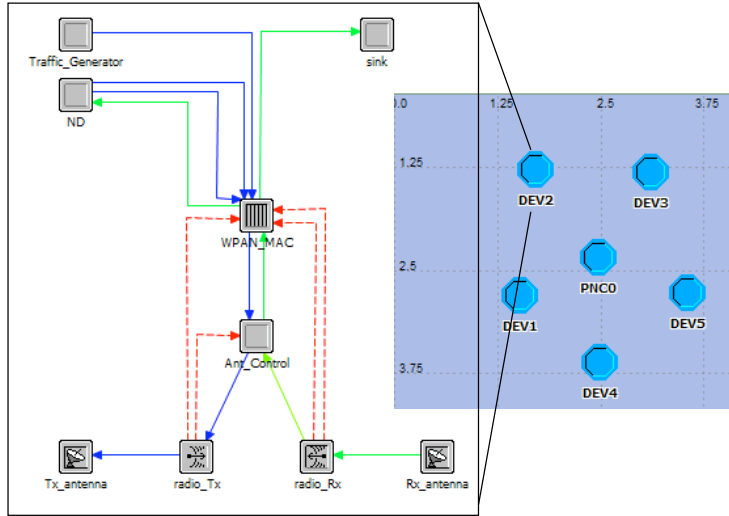 Traffic_Generator
sink
ND
WPAN_MAC
Ant_Control
Tx_antenna
radio_Tx
radio_Rx
Rx_antenna
0.0
1.25
2.5
3.75
1.25
2.5
3.75
DEV2
DEV3
PNC0
DEV1
DEV5
DEV4